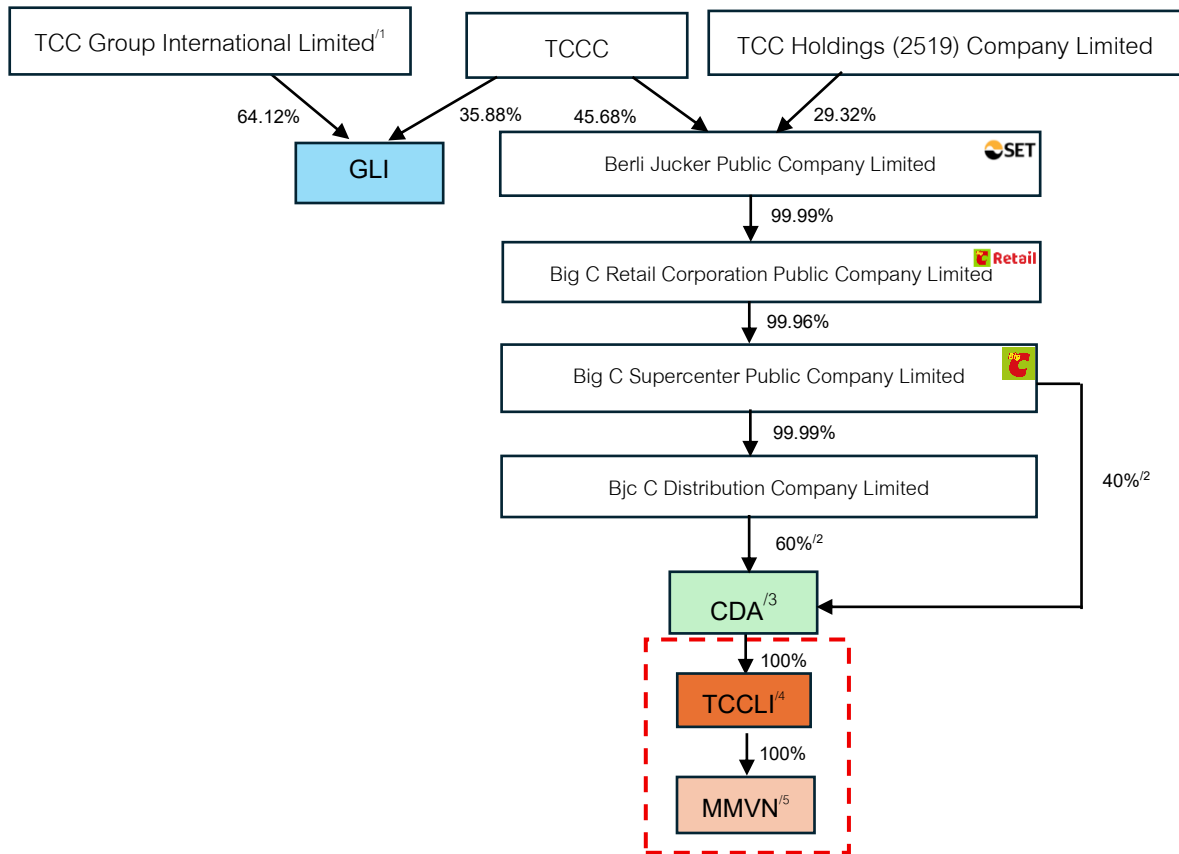 TCC Group International Limited/1
TCCC
TCC Holdings (2519) Company Limited
64.12%
35.88%
45.68%
29.32%
GLI
Berli Jucker Public Company Limited
SET
99.99%
Big C Retail Corporation Public Company Limited
C Retail
99.96%
Big C Supercenter Public Company Limited
C
99.99%
40%/2
Bjc C Distribution Company Limited
60%/2
CDA/3
100%
TCCLI/4
100%
MMVN/5